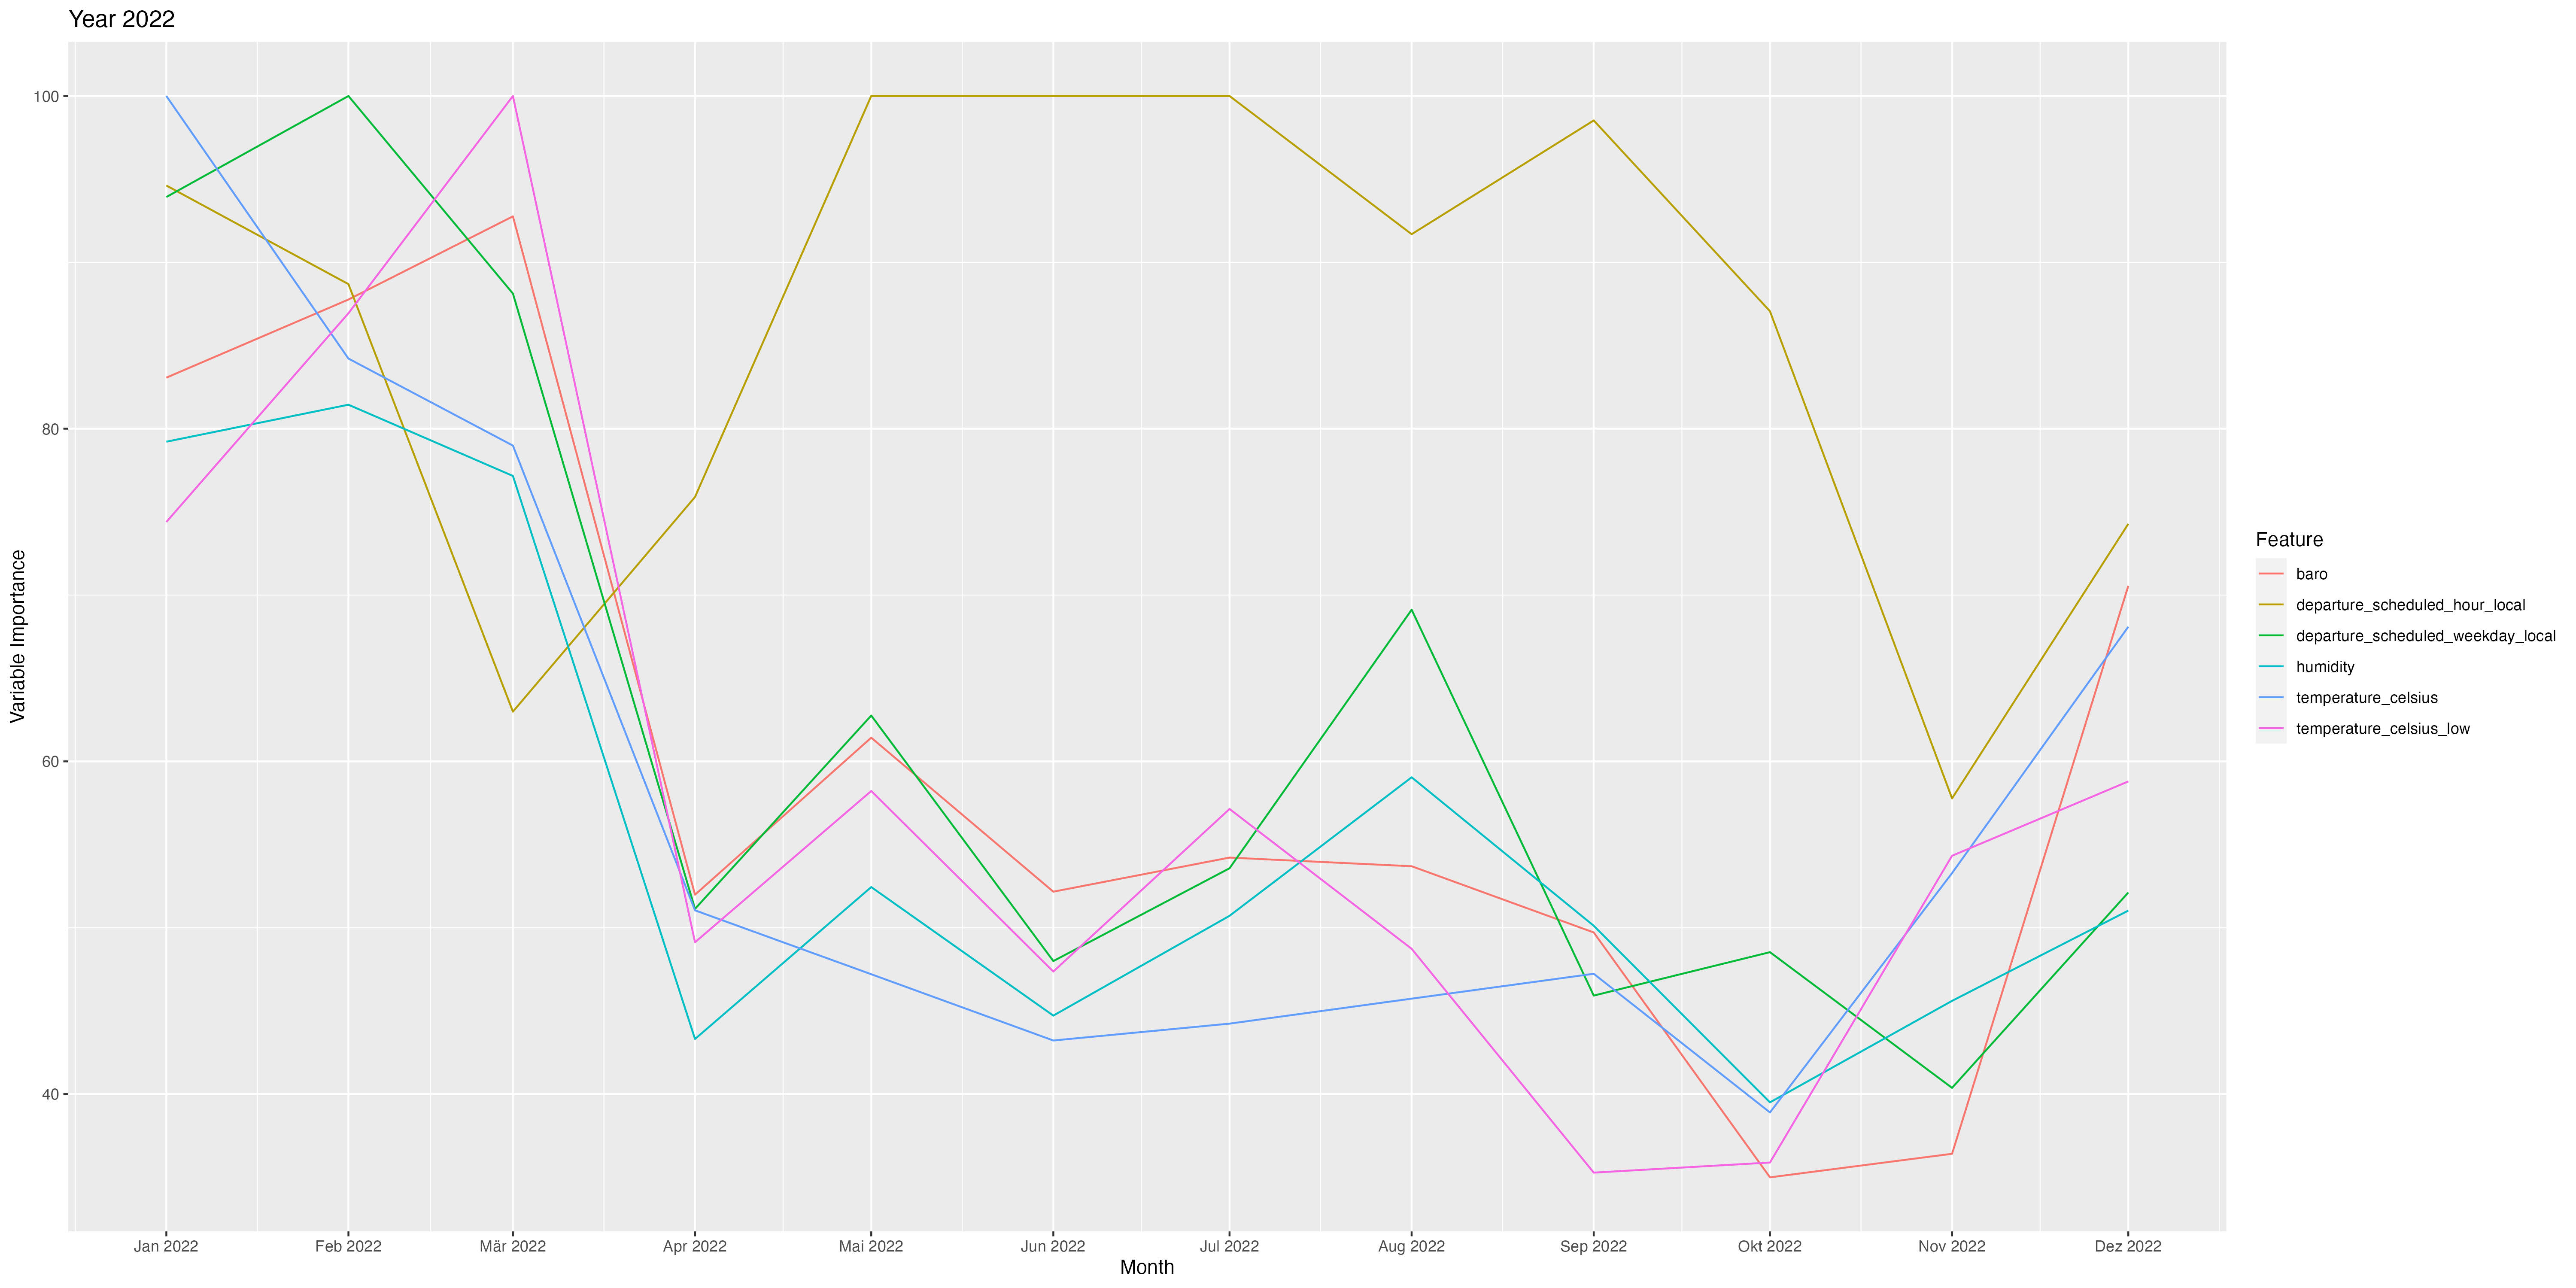 Year 2022
Variable Importance
100
80
60
40
Jan 2022
Feb 2022
Mär 2022
Apr 2022
Mai 2022
Jun 2022
Jul 2022
Aug 2022
Sep 2022
Okt 2022
Nov 2022
Dez 2022
Month
Feature
baro
departure_scheduled_hour_local
departure_scheduled_weekday_local
humidity
temperature_celsius
temperature_celsius_low